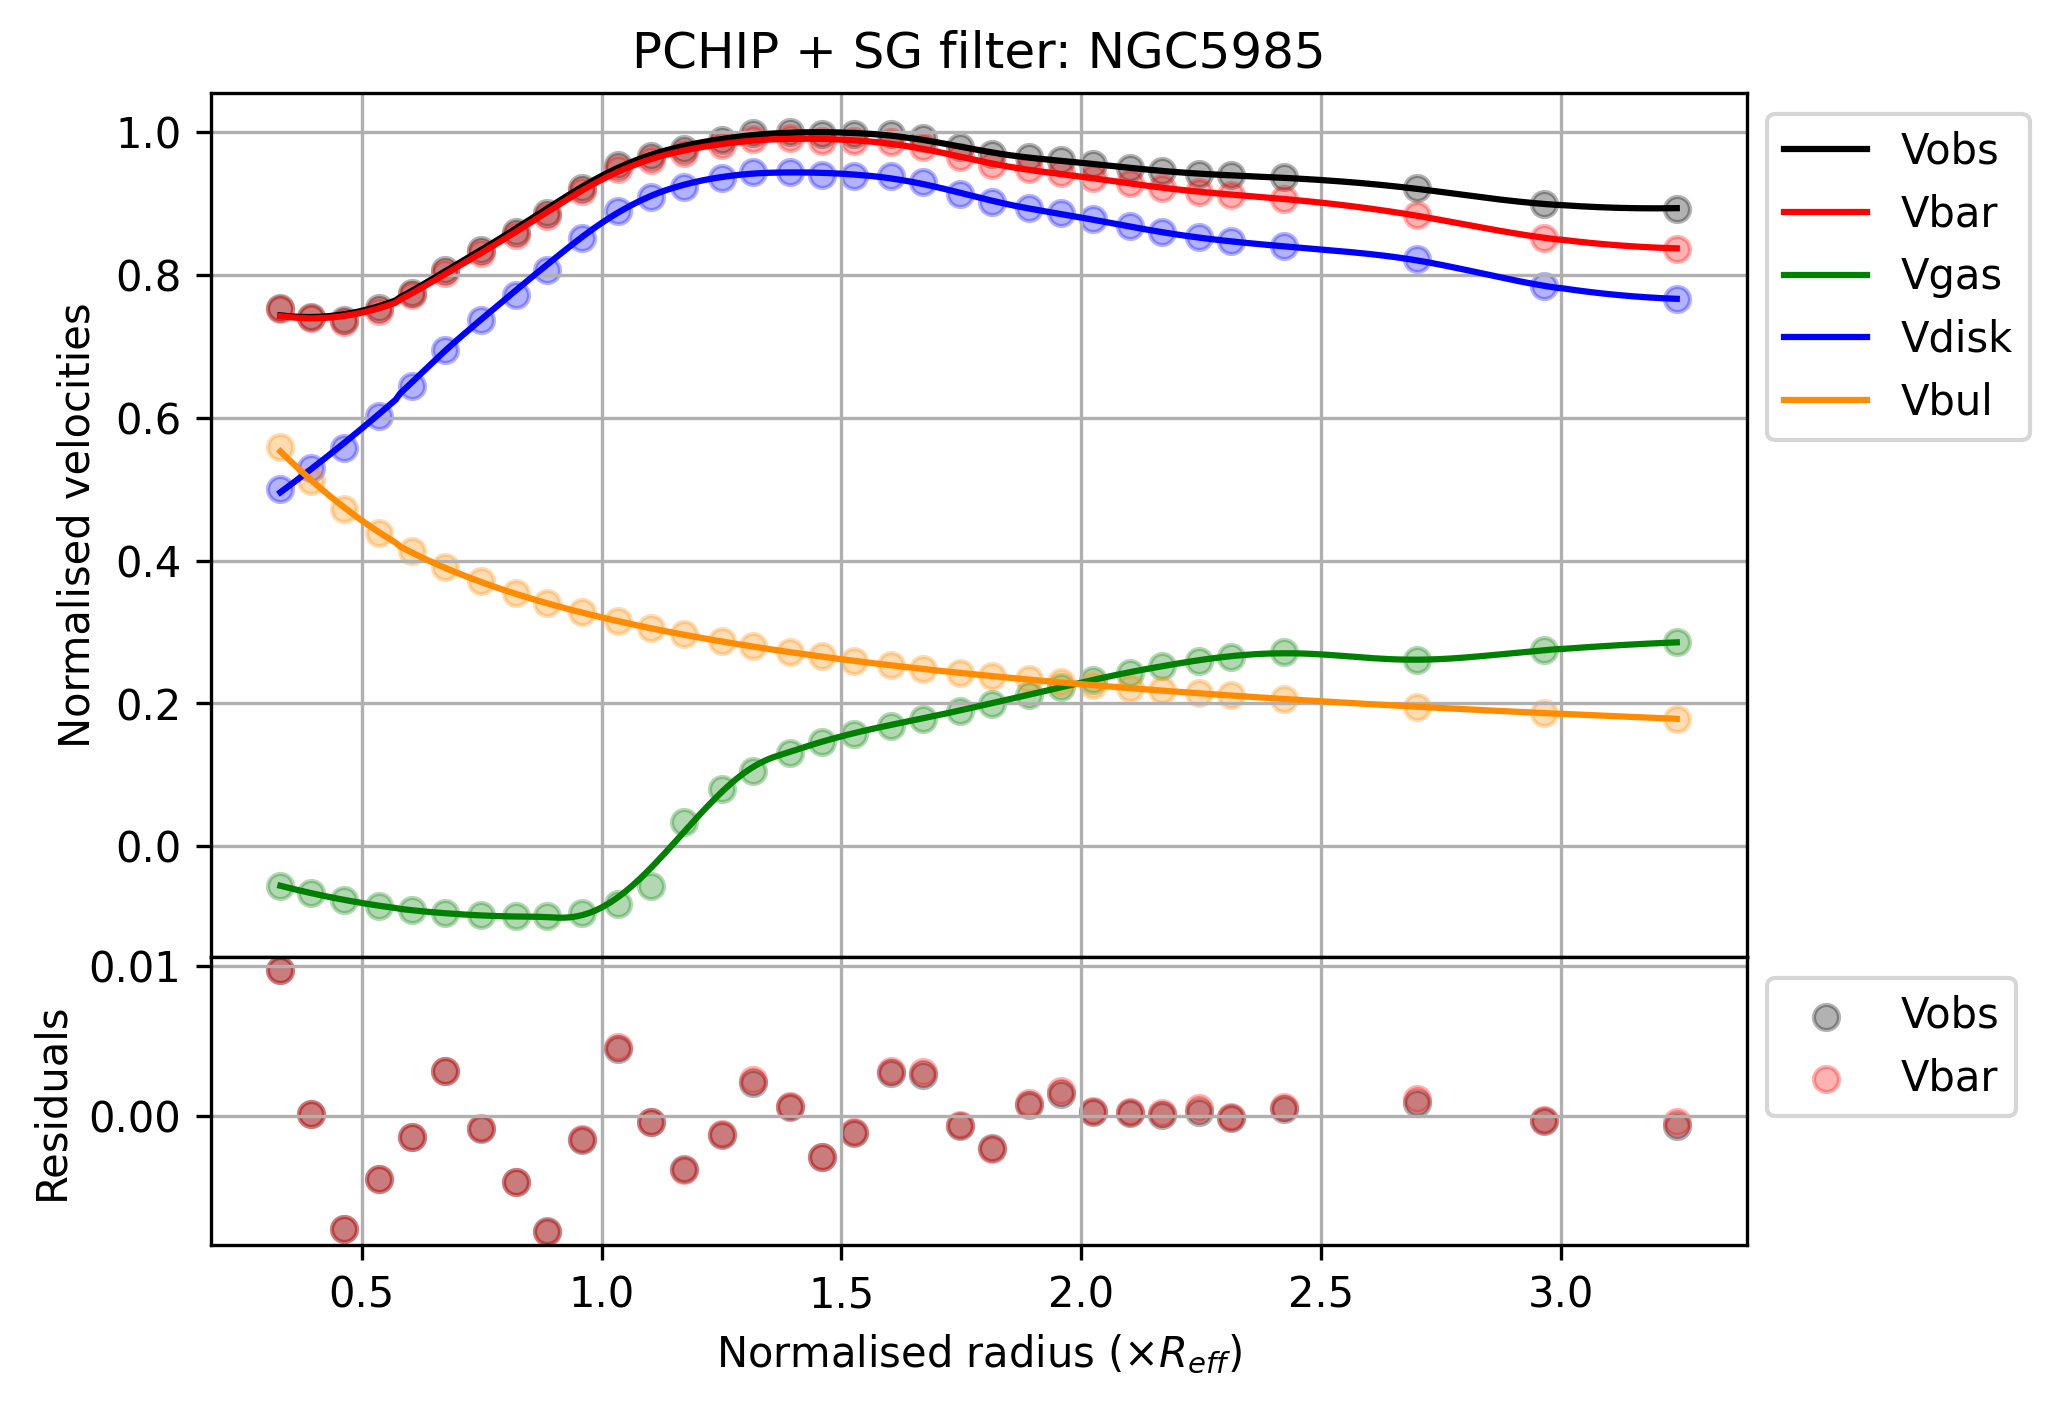 PCHIP + SG filter: NGC5985
Normalised velocities
1.0
0.8
0.6
0.4
0.2
0.0
Vobs
Vbar
Vgas
Vdisk
Vbul
Residuals
0.01
0.00
Vobs
Vbar
0.5 1.0 1.5 2.0 2.5 3.0
Normalised radius (×R_eff)